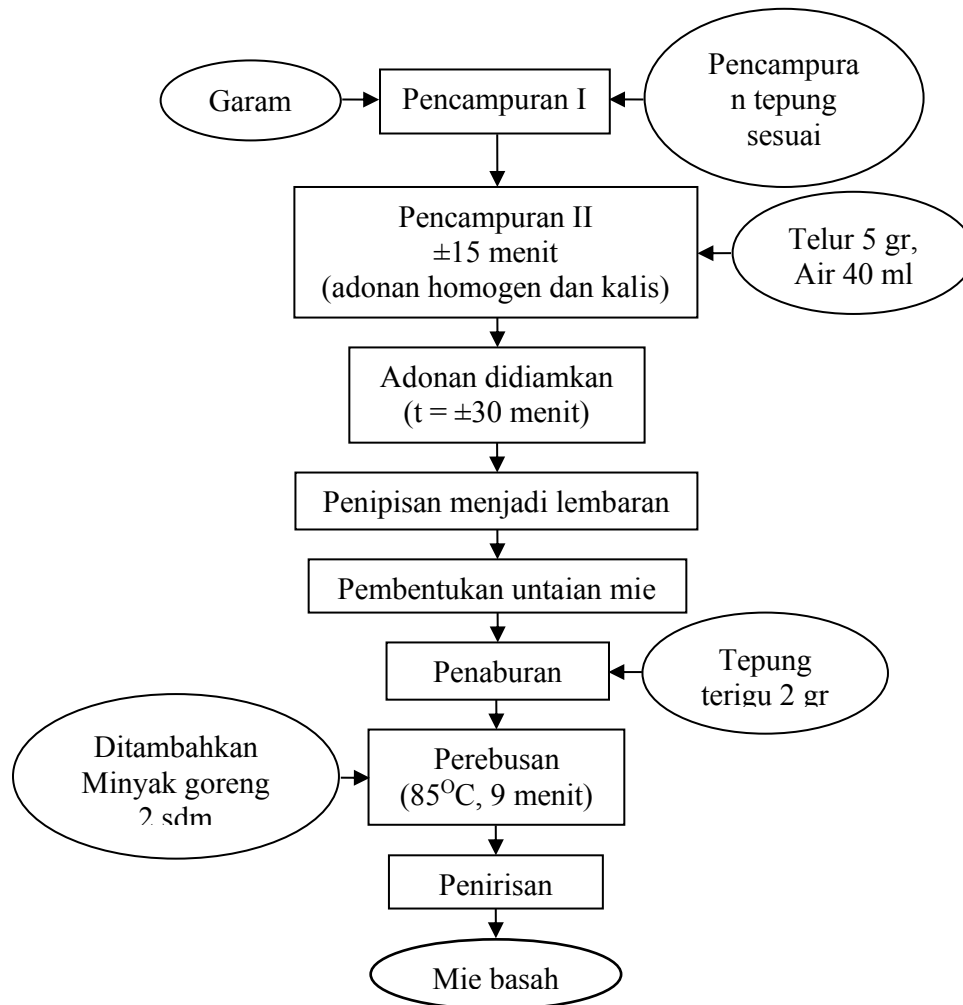 Garam
Pencampuran I
Pencampura
n tepung
sesuai
Pencampuran II
±15 menit
(adonan homogen dan kalis)
Telur 5 gr,
Air 40 ml
Adonan didiamkan
(t = ±30 menit)
Penipisan menjadi lembaran
Pembentukan untaian mie
Penaburan
Tepung
terigu 2 gr
Ditambahkan
Minyak goreng
2 sdm
Perebusan
(85ᴼC, 9 menit)
Penirisan
Mie basah